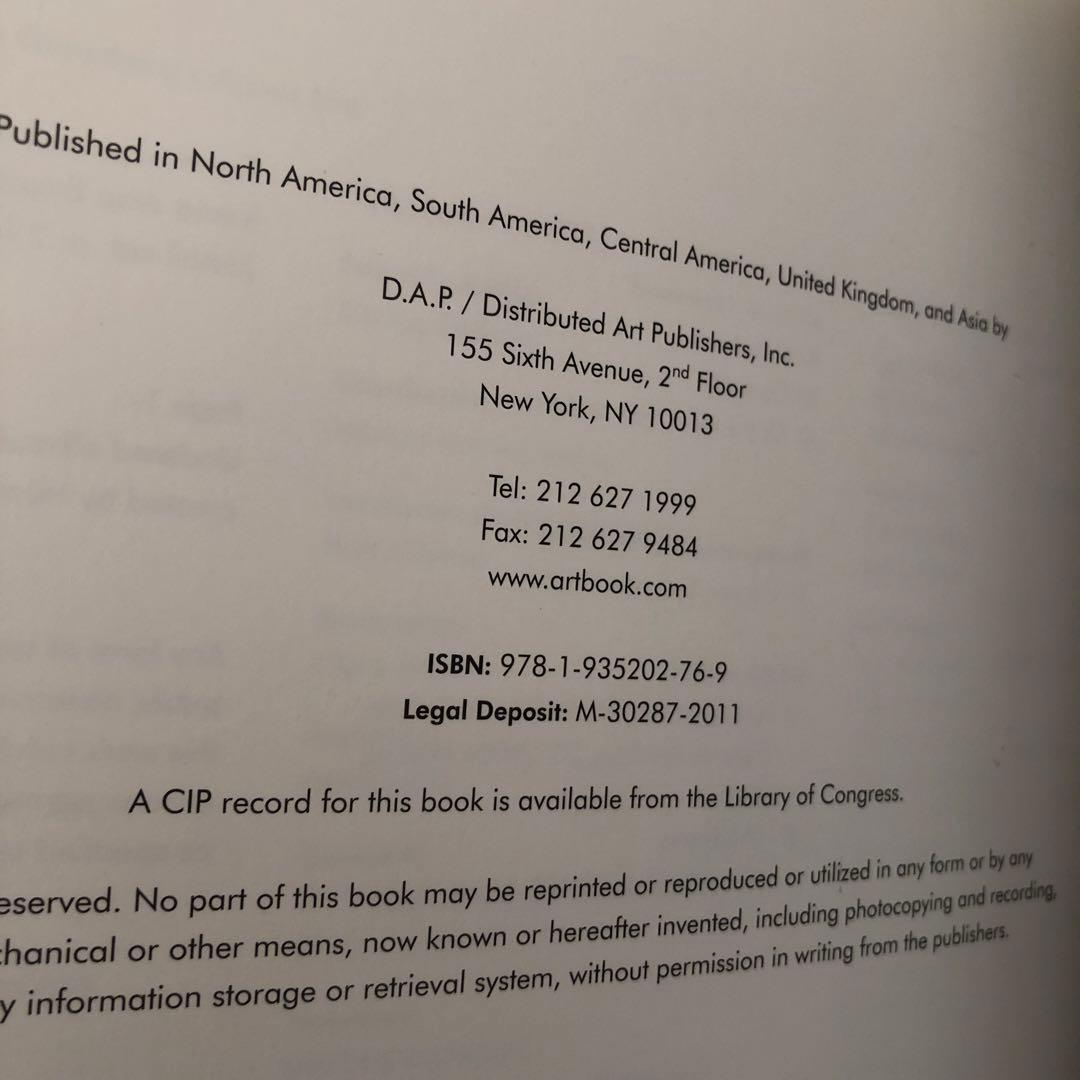 Published in North America, South America, Central America, United Kingdom, and Asia by
D.A.P. / Distributed Art Publishers, Inc.
155 Sixth Avenue, 2nd Floor
New York, NY 10013
Tel: 212 627 1999
Fax: 212 627 9484
www.artbook.com
ISBN: 978-1-935202-76-9
Legal Deposit: M-30287-2011
A CIP record for this book is available from the Library of Congress.
eserved. No part of this book may be reprinted or reproduced or utilized in any form or by any
chanical or other means, now known or hereafter invented, including photocopying and recording,
y information storage or retrieval system, without permission in writing from the publishers.